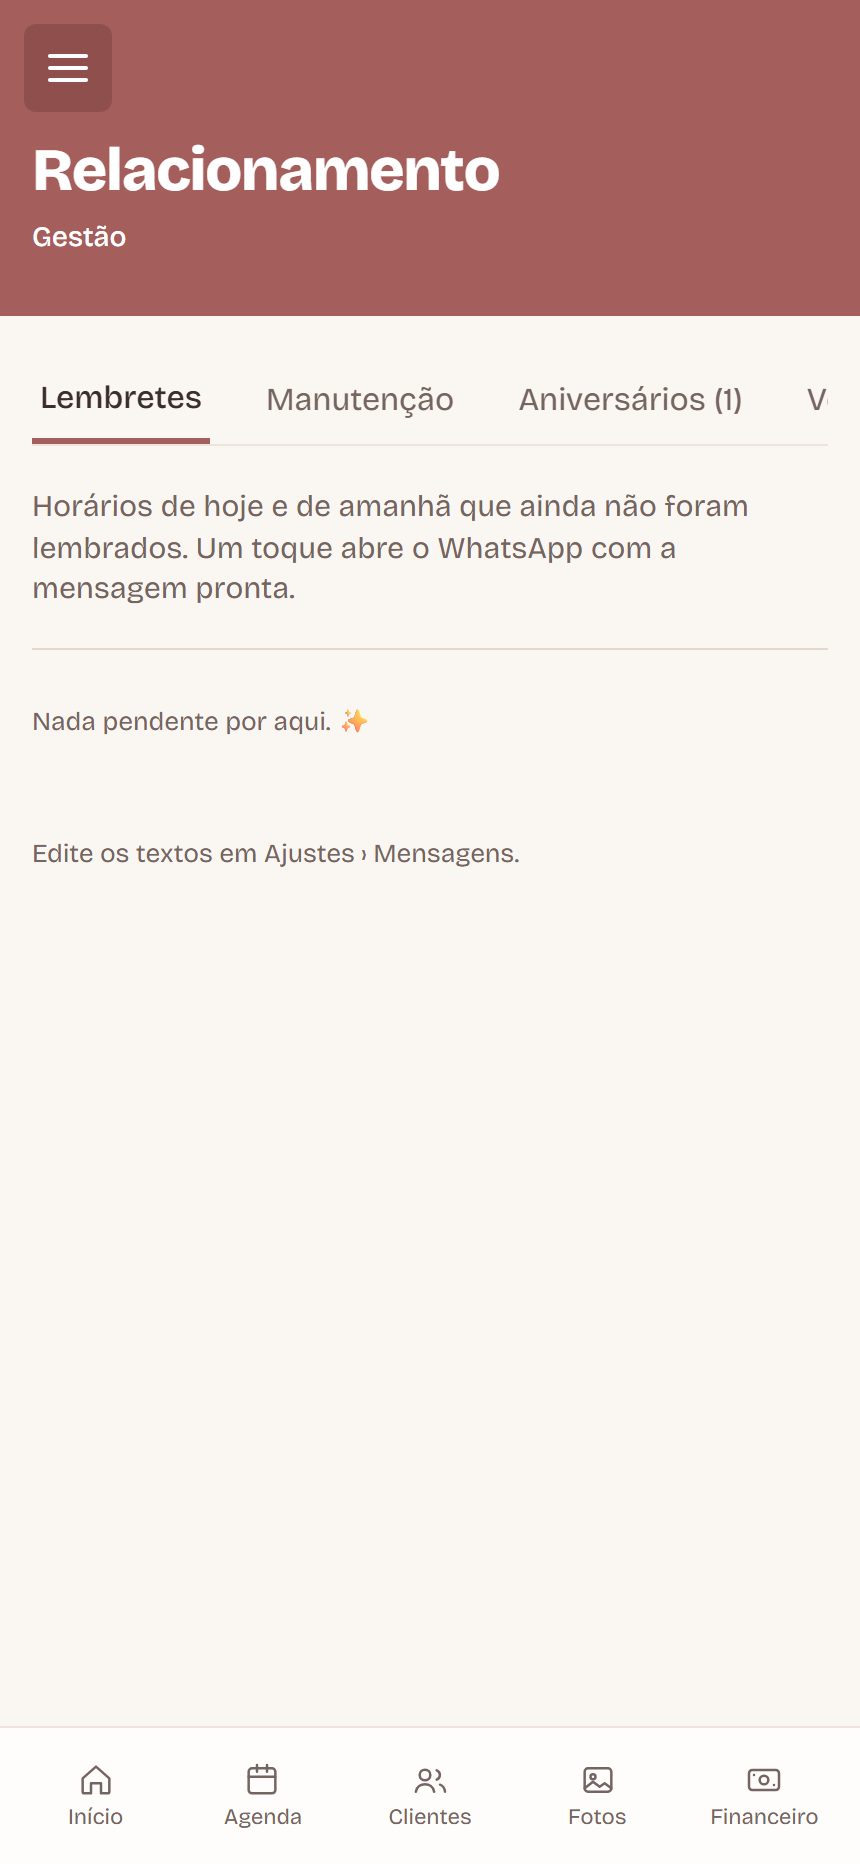 Relacionamento
Gestão
Lembretes Manutenção Aniversários (1)
Horários de hoje e de amanhã que ainda não foram
lembrados. Um toque abre o WhatsApp com a
mensagem pronta.
Nada pendente por aqui. ✨
Edite os textos em Ajustes › Mensagens.
Início Agenda Clientes Fotos Financeiro